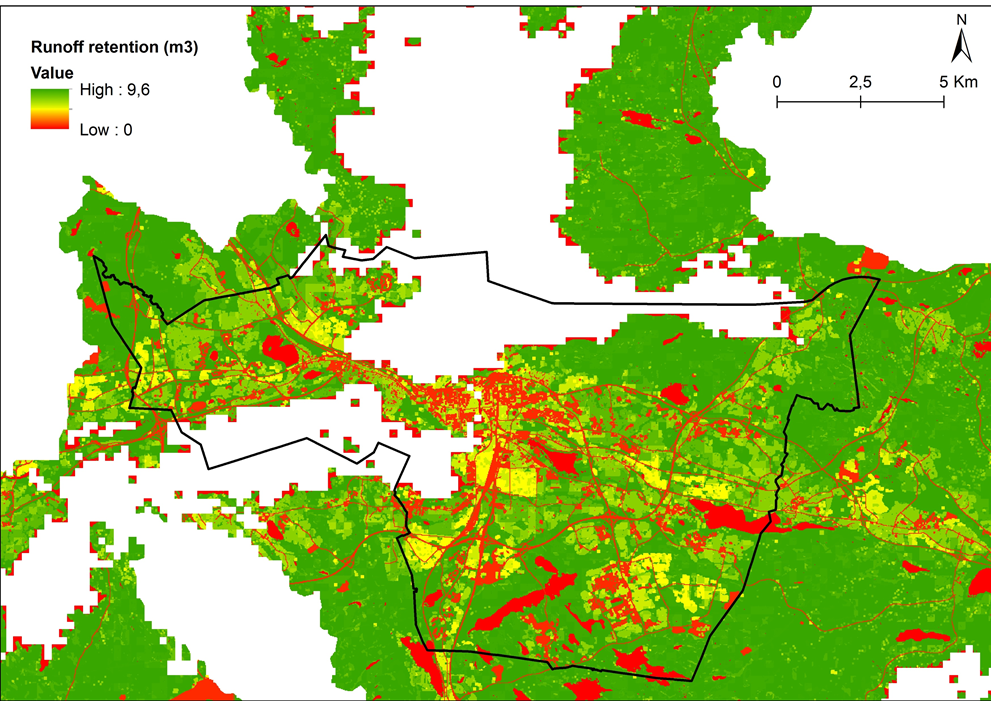 Runoff retention (m3)
Value
High : 9,6
Low : 0
N
0 2,5 5 Km